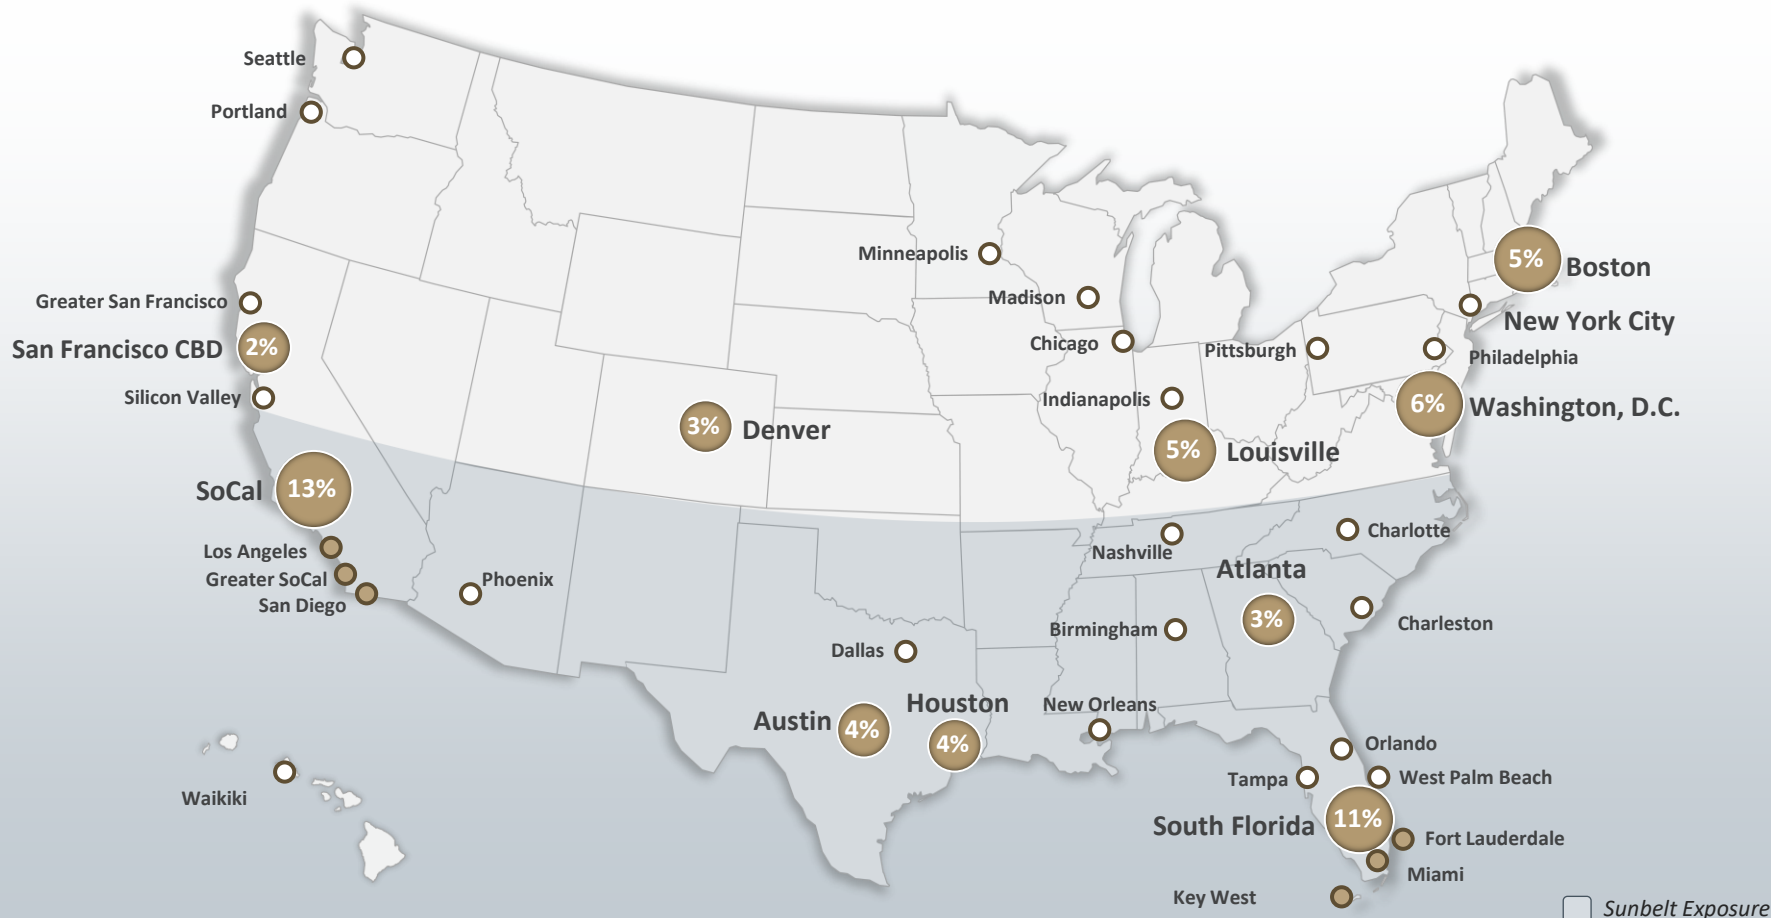 Seattle
Portland
Minneapolis
5%
Boston
Madison
Greater San Francisco
New York City
Chicago
San Francisco CBD
2%
Pittsburgh
Philadelphia
Silicon Valley
Indianapolis
6%
Washington, D.C.
3%
Denver
5%
Louisville
SoCal
13%
Charlotte
Los Angeles
Nashville
Greater SoCal
Phoenix
Atlanta
San Diego
3%
Charleston
Birmingham
Dallas
Houston
New Orleans
Austin
4%
4%
Orlando
Tampa
West Palm Beach
Waikiki
South Florida
11%
Fort Lauderdale
Miami
Key West
Sunbelt Exposure